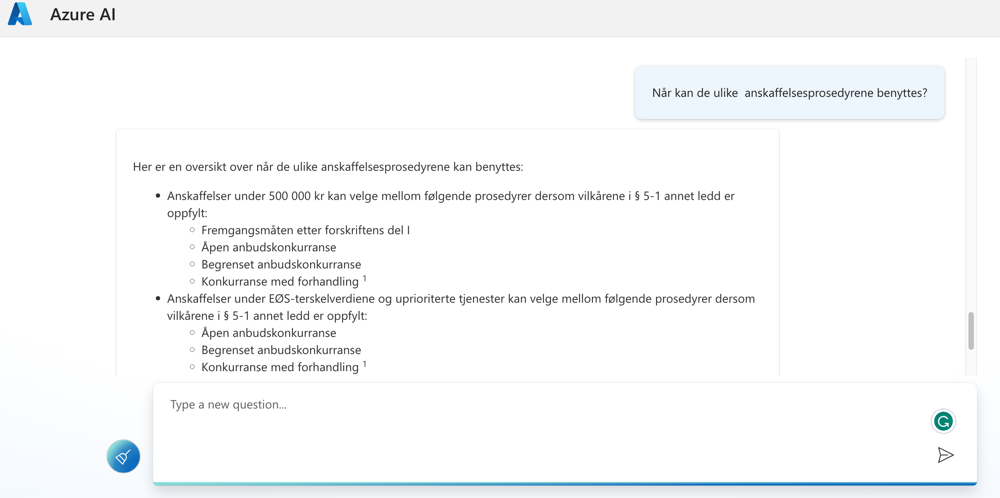 Azure AI
Når kan de ulike  anskaffelsesprosedyrene benyttes?
Her er en oversikt over når de ulike anskaffelsesprosedyrene kan benyttes:
Anskaffelser under 500 000 kr kan velge mellom følgende prosedyrer dersom vilkårene i § 5-1 annet ledd er
oppfylt:
Fremgangsmåten etter forskriftens del I
Åpen anbudskonkurranse
Begrenset anbudskonkurranse
Konkurranse med forhandling 1
Anskaffelser under EØS-terskelverdiene og uprioriterte tjenester kan velge mellom følgende prosedyrer dersom
vilkårene i § 5-1 annet ledd er oppfylt:
Åpen anbudskonkurranse
Begrenset anbudskonkurranse
Konkurranse med forhandling 1
Type a new question...